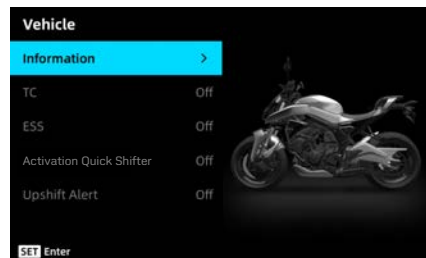 Vehicle
Information >
TC Off
ESS Off
Activation Quick Shifter Off
Upshift Alert Off
SET Enter